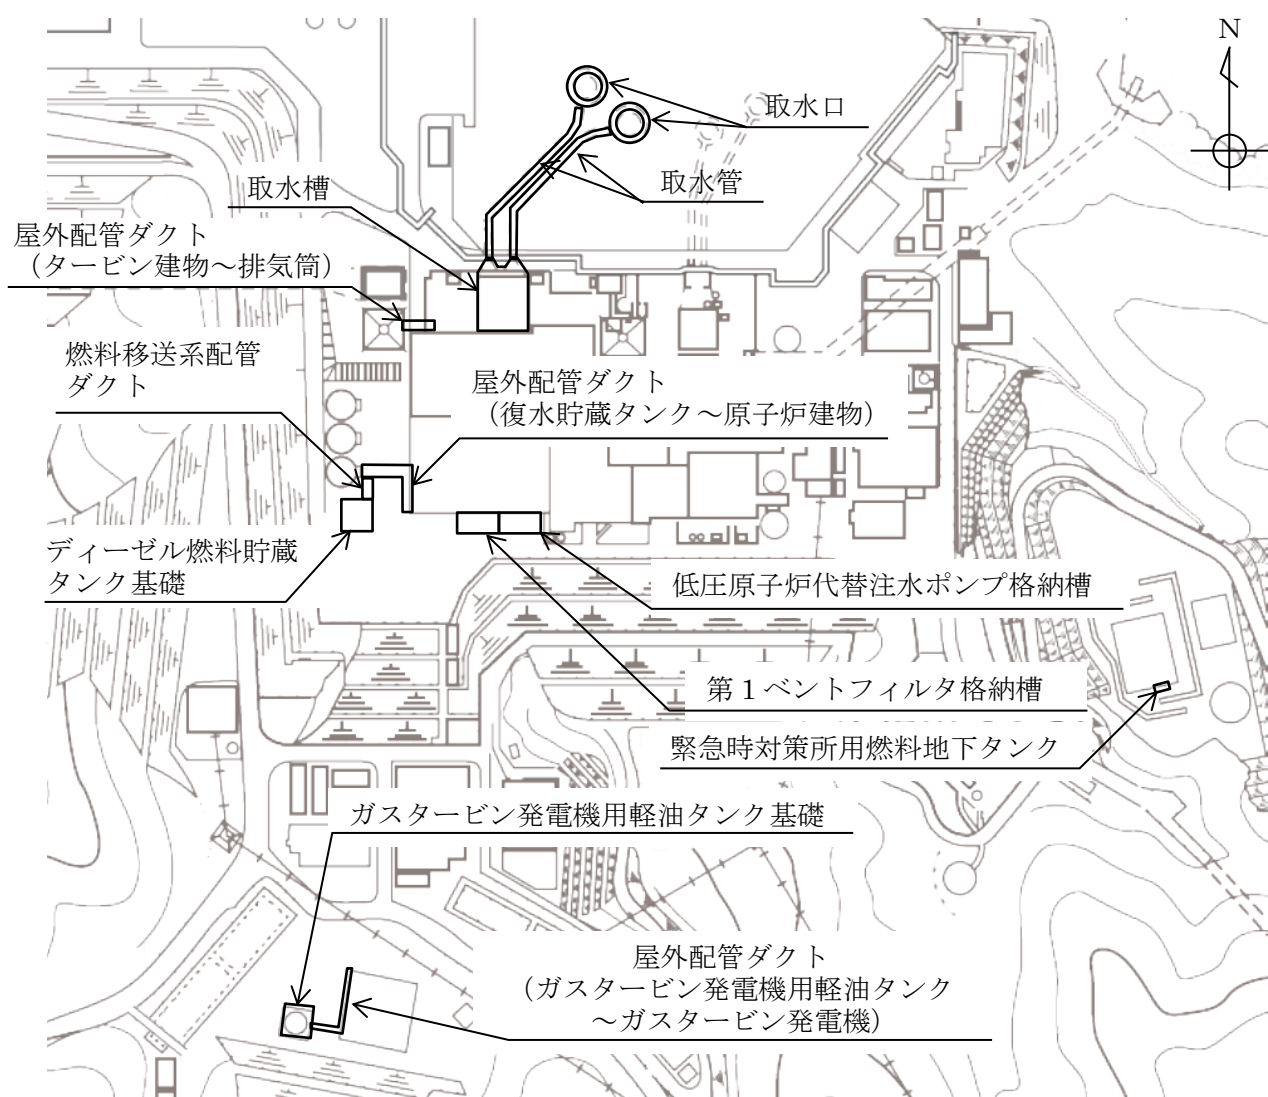 N
取水口
取水管
取水槽
屋外配管ダクト
（タービン建物～排気筒）
燃料移送系配管
ダクト
屋外配管ダクト
（復水貯蔵タンク～原子炉建物）
ディーゼル燃料貯蔵
タンク基礎
低圧原子炉代替注水ポンプ格納槽
第１ベントフィルタ格納槽
緊急時対策所用燃料地下タンク
ガスタービン発電機用軽油タンク基礎
屋外配管ダクト
（ガスタービン発電機用軽油タンク
～ガスタービン発電機）